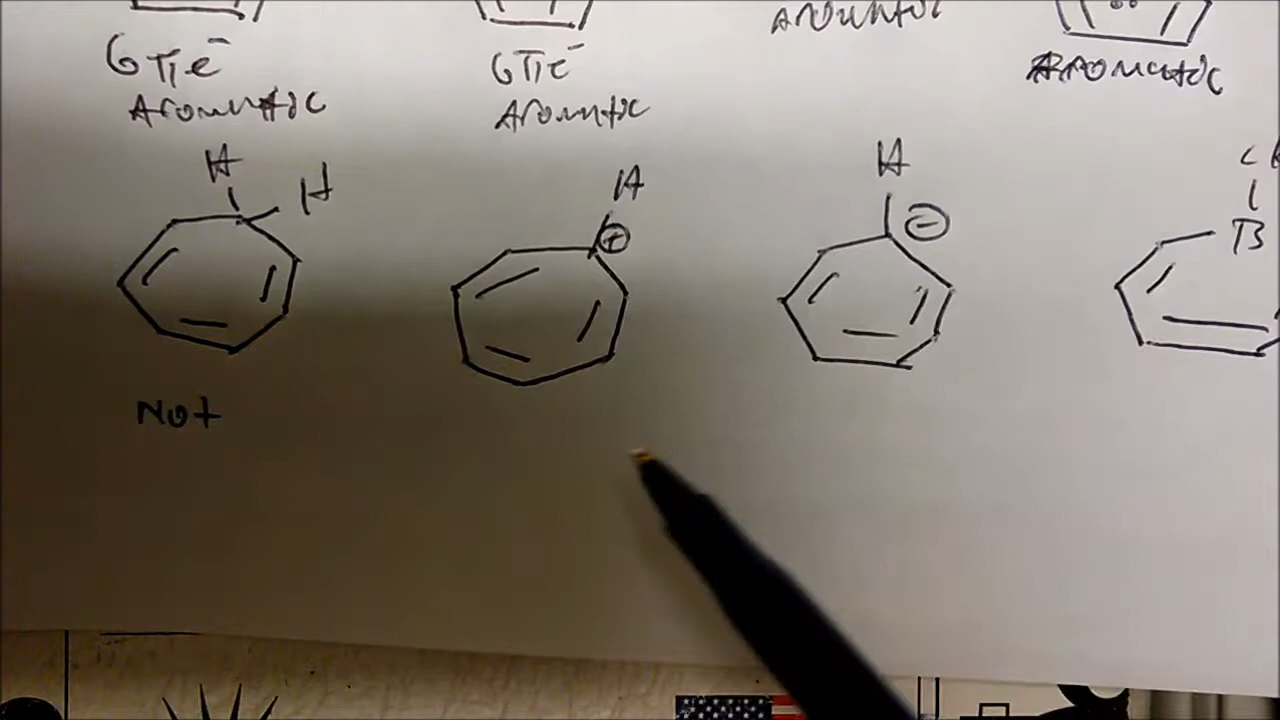 6πe⁻
Aromatic
6πe⁻
Aromatic
Aromatic
Aromatic
H
H
H
+
H
−
B
Not